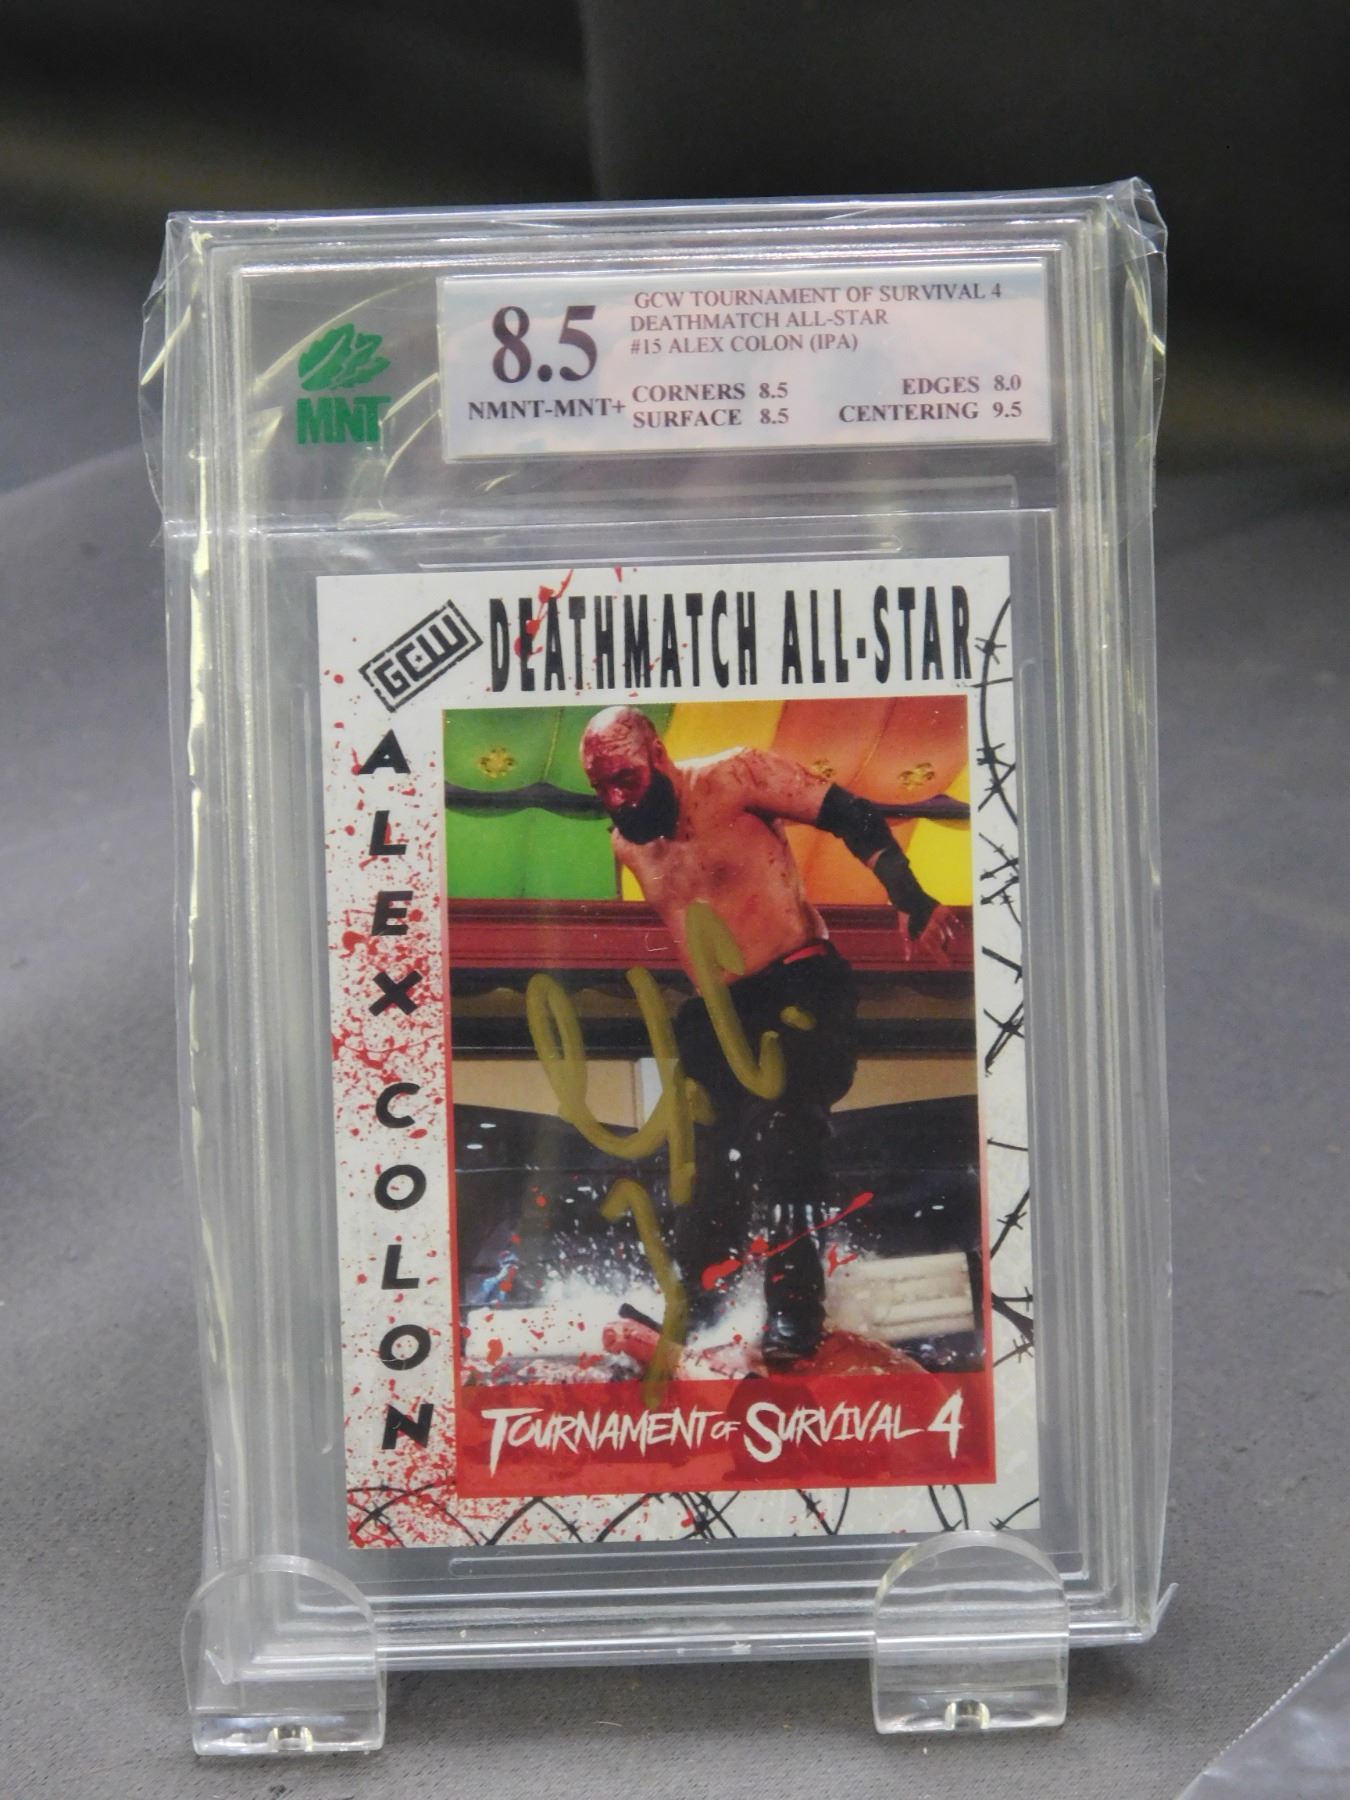 8.5
NMNT-MNT+
GCW TOURNAMENT OF SURVIVAL 4
DEATHMATCH ALL-STAR
#15 ALEX COLON (IPA)
CORNERS 8.5 EDGES 8.0
SURFACE 8.5 CENTERING 9.5
MNT
GCW DEATHMATCH ALL-STAR
ALEX COLON
TOURNAMENT OF SURVIVAL 4